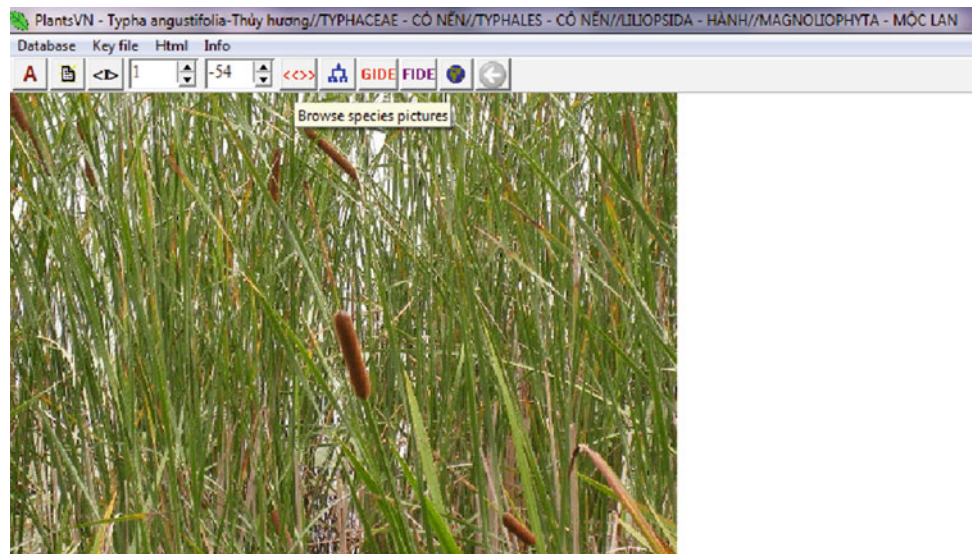 PlantsVN - Typha angustifolia-Thủy hương//TYPHACEAE - CỎ NẾN//TYPHALES - CỎ NẾN//LILIOPSIDA - HÀNH//MAGNOLIOPHYTA - MỘC LAN
Database Key file Html Info
A <I> 1 -54 <<>> GIDE FIDE
Browse species pictures